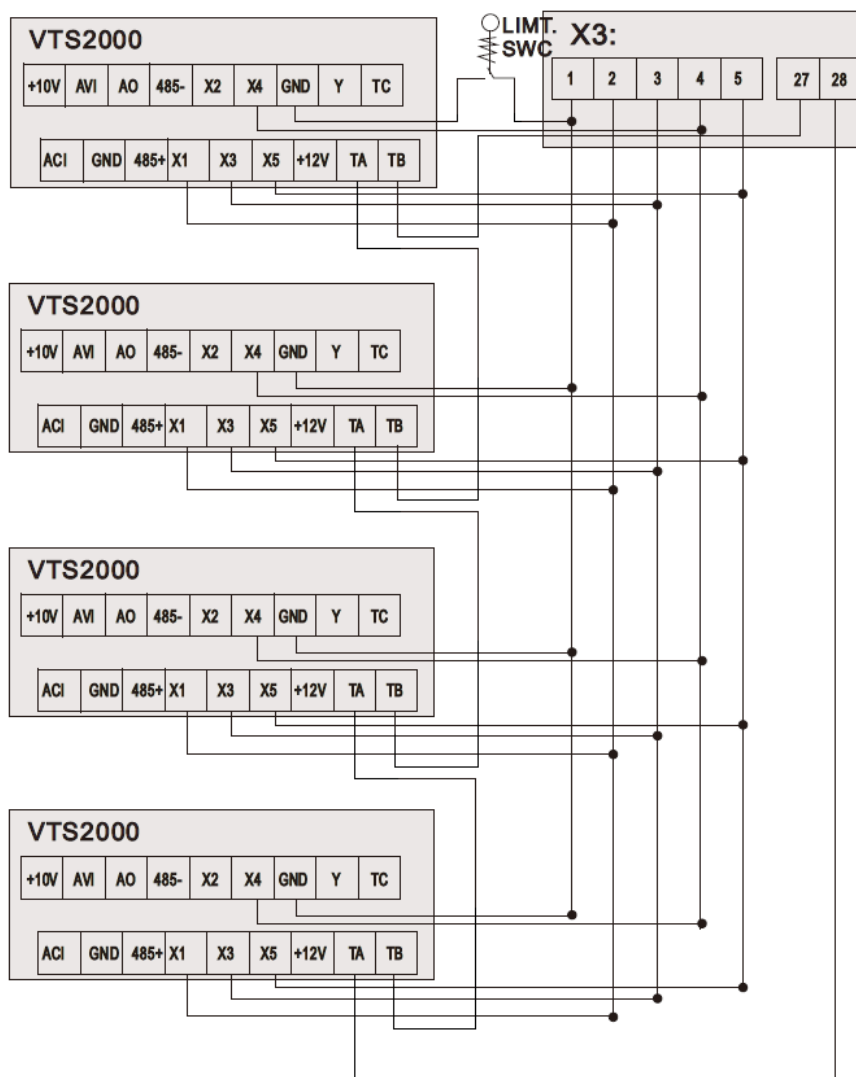 VTS2000
+10V AVI AO 485- X2 X4 GND Y TC
ACI GND 485+ X1 X3 X5 +12V TA TB
LIMT.
SWC
X3:
1 2 3 4 5 27 28
VTS2000
+10V AVI AO 485- X2 X4 GND Y TC
ACI GND 485+ X1 X3 X5 +12V TA TB
VTS2000
+10V AVI AO 485- X2 X4 GND Y TC
ACI GND 485+ X1 X3 X5 +12V TA TB
VTS2000
+10V AVI AO 485- X2 X4 GND Y TC
ACI GND 485+ X1 X3 X5 +12V TA TB